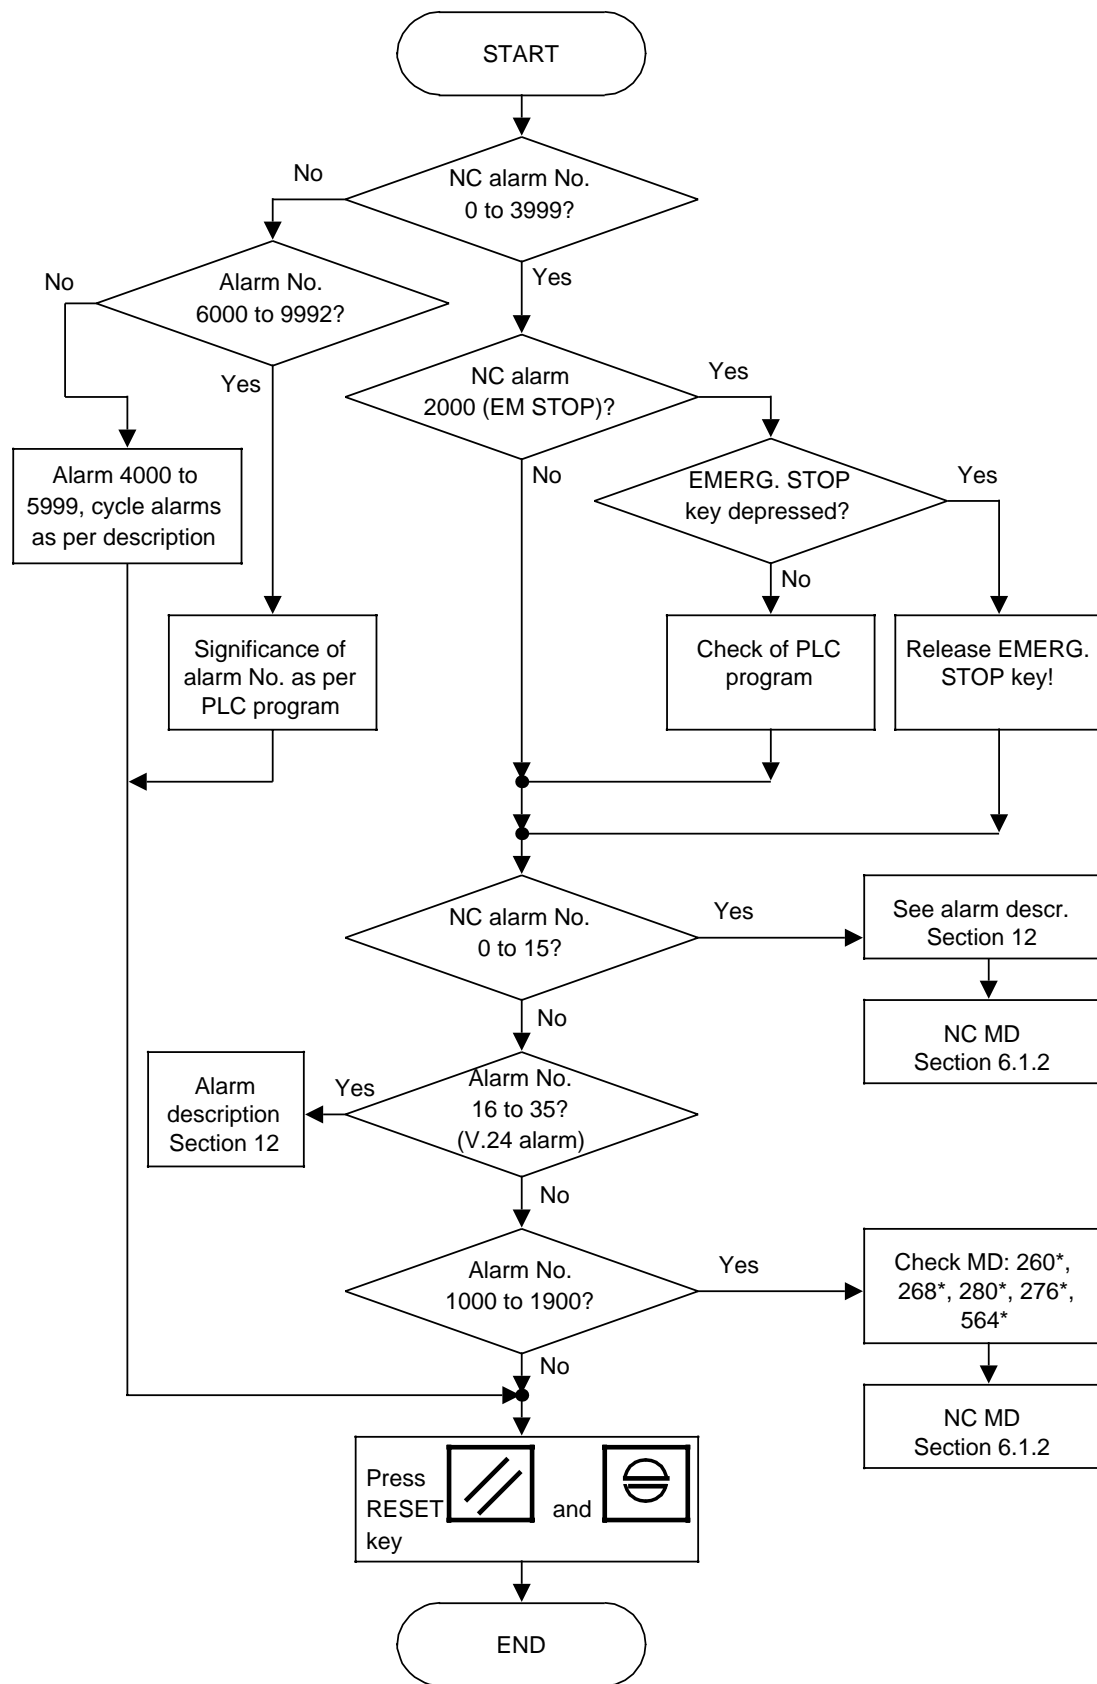 START
No
NC alarm No.
0 to 3999?
No
Alarm No.
6000 to 9992?
Yes
Yes
NC alarm
2000 (EM STOP)?
Yes
No
Alarm 4000 to
5999, cycle alarms
as per description
EMERG. STOP
key depressed?
Yes
No
Significance of
alarm No. as per
PLC program
Check of PLC
program
Release EMERG.
STOP key!
NC alarm No.
0 to 15?
Yes
See alarm descr.
Section 12
No
NC MD
Section 6.1.2
Alarm No.
16 to 35?
(V.24 alarm)
Yes
Alarm
description
Section 12
No
Alarm No.
1000 to 1900?
Yes
Check MD: 260*,
268*, 280*, 276*,
564*
No
NC MD
Section 6.1.2
Press
RESET
key
and
END